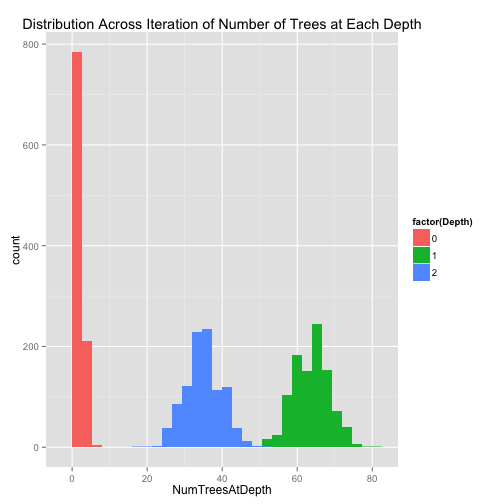 Distribution Across Iteration of Number of Trees at Each Depth
800
600
400
200
0
count
0 20 40 60 80
NumTreesAtDepth
factor(Depth)
0
1
2